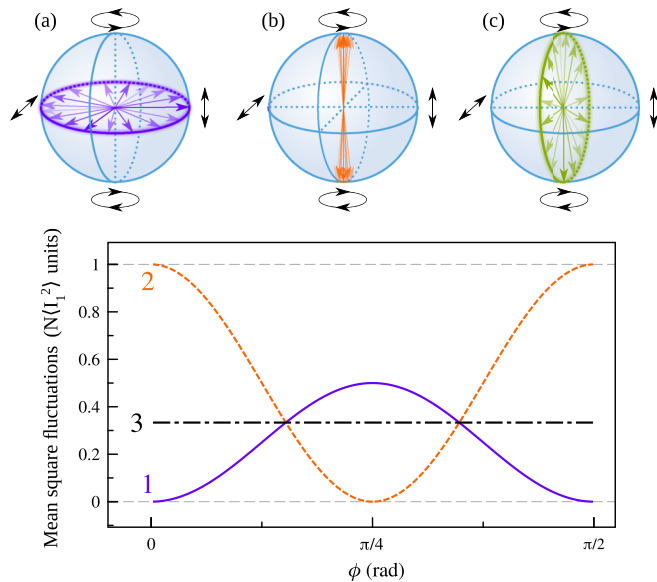 (a) (b) (c)
Mean square fluctuations (N⟨I₁²⟩ units)
1
0.8
0.6
0.4
0.2
0
2
3
1
0 π/4 π/2
ϕ (rad)